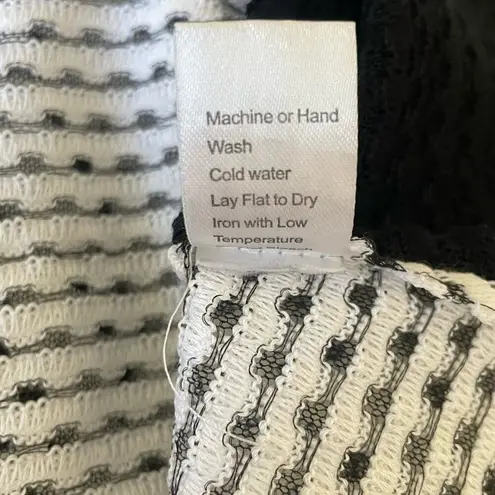 Machine or Hand
Wash
Cold water
Lay Flat to Dry
Iron with Low
Temperature